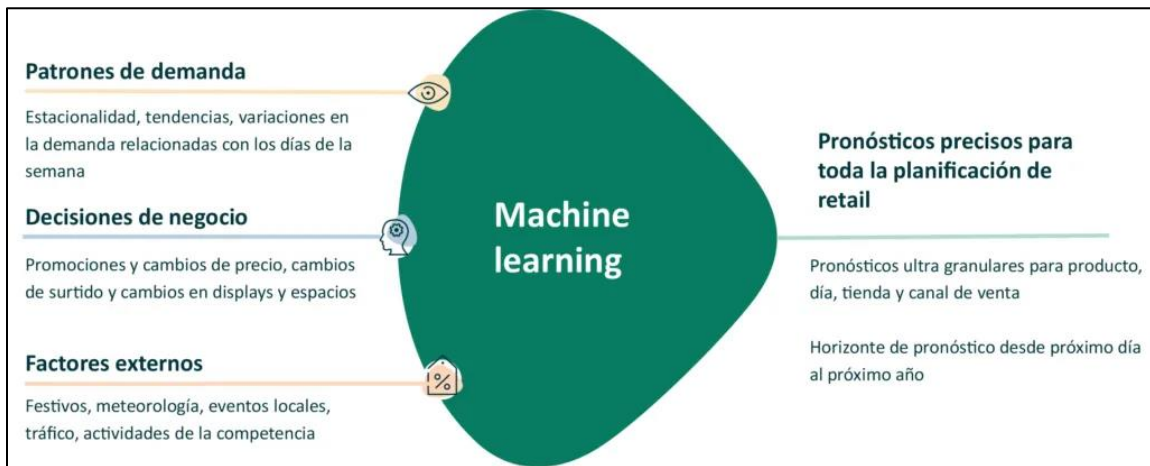 Patrones de demanda
Estacionalidad, tendencias, variaciones en
la demanda relacionadas con los días de la
semana
Decisiones de negocio
Promociones y cambios de precio, cambios
de surtido y cambios en displays y espacios
Factores externos
Festivos, meteorología, eventos locales,
tráfico, actividades de la competencia
%
Machine
learning
Pronósticos precisos para
toda la planificación de
retail
Pronósticos ultra granulares para producto,
día, tienda y canal de venta
Horizonte de pronóstico desde próximo día
al próximo año